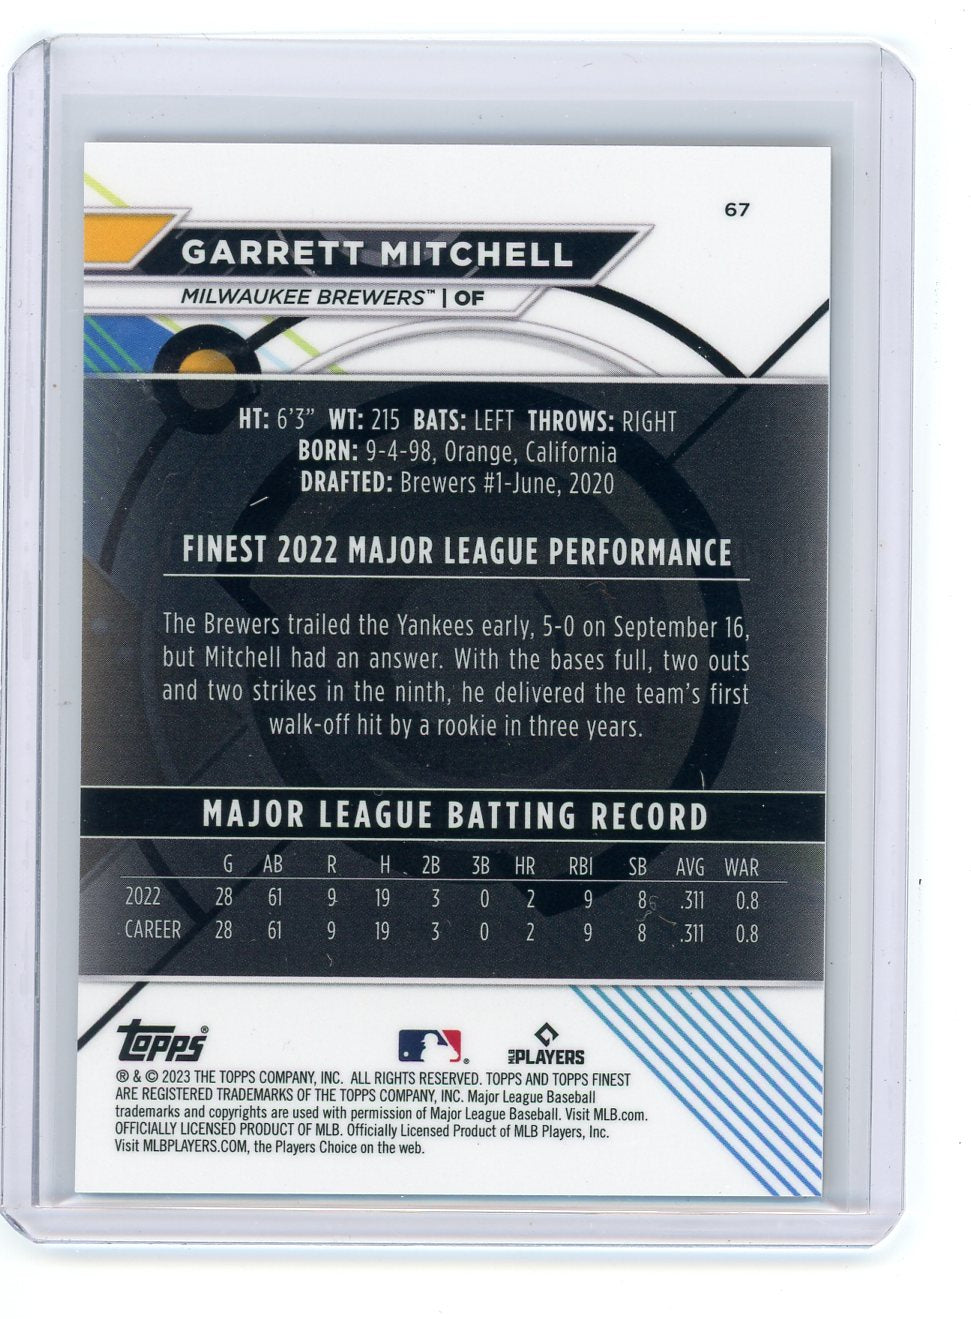 67
GARRETT MITCHELL
MILWAUKEE BREWERS™ | OF
HT: 6'3" WT: 215 BATS: LEFT THROWS: RIGHT
BORN: 9-4-98, Orange, California
DRAFTED: Brewers #1-June, 2020
FINEST 2022 MAJOR LEAGUE PERFORMANCE
The Brewers trailed the Yankees early, 5-0 on September 16,
but Mitchell had an answer. With the bases full, two outs
and two strikes in the ninth, he delivered the team's first
walk-off hit by a rookie in three years.
MAJOR LEAGUE BATTING RECORD
G AB R H 2B 3B HR RBI SB AVG WAR
2022 28 61 9 19 3 0 2 9 8 .311 0.8
CAREER 28 61 9 19 3 0 2 9 8 .311 0.8
topps®
® MLB PLAYERS
® & © 2023 THE TOPPS COMPANY, INC. ALL RIGHTS RESERVED. TOPPS AND TOPPS FINEST
ARE REGISTERED TRADEMARKS OF THE TOPPS COMPANY, INC. Major League Baseball
trademarks and copyrights are used with permission of Major League Baseball. Visit MLB.com.
OFFICIALLY LICENSED PRODUCT OF MLB. Officially Licensed Product of MLB Players, Inc.
Visit MLBPLAYERS.COM, the Players Choice on the web.